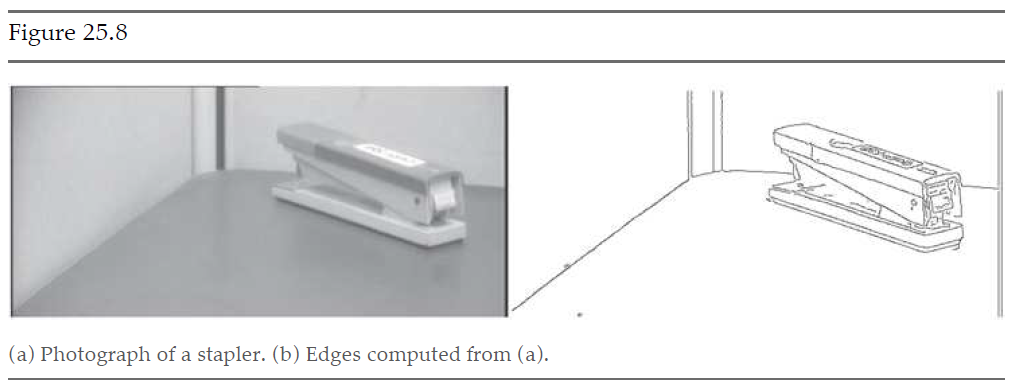 Figure 25.8
(a) Photograph of a stapler. (b) Edges computed from (a).